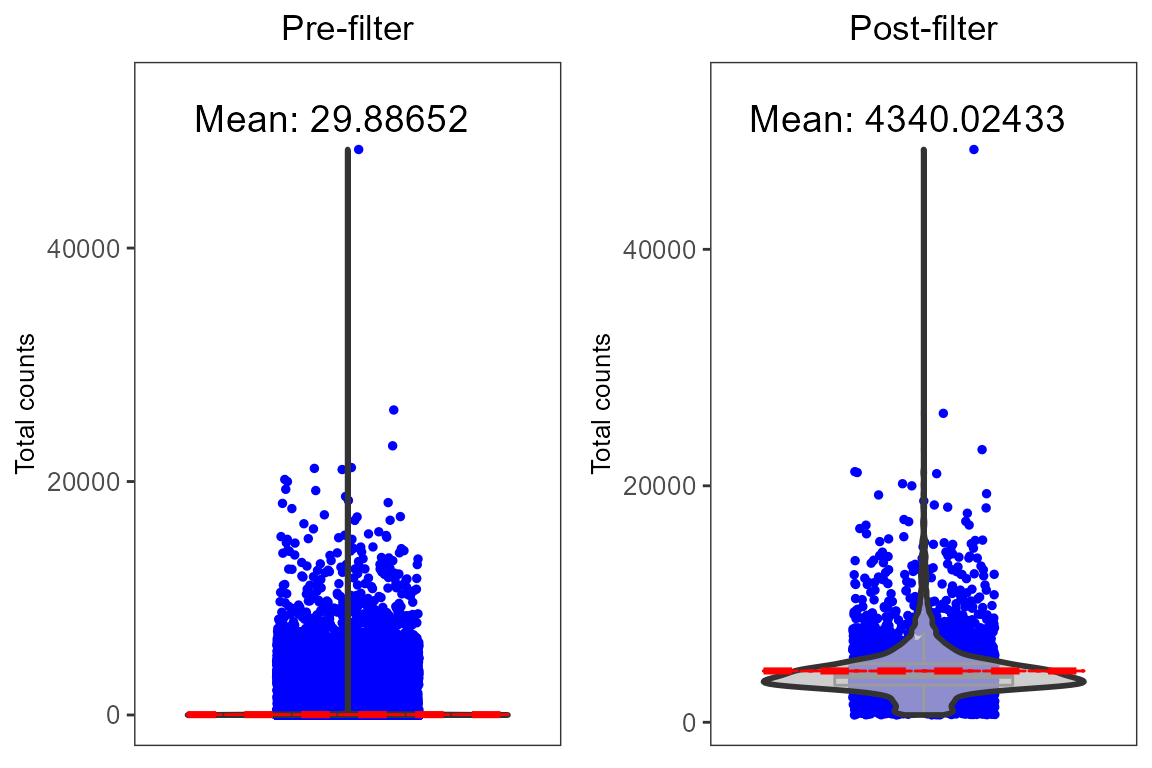 Pre-filter
Mean: 29.88652
40000
20000
0
Total counts
Post-filter
Mean: 4340.02433
40000
20000
0
Total counts